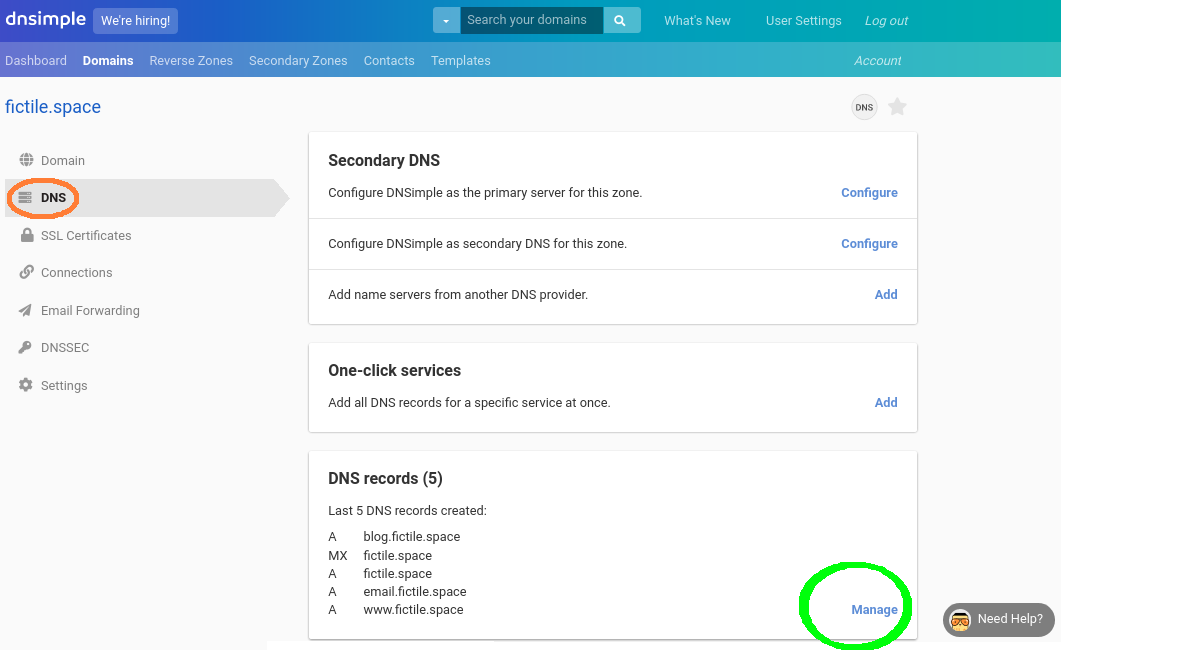 dnsimple We're hiring! Search your domains What's New User Settings Log out
Dashboard Domains Reverse Zones Secondary Zones Contacts Templates Account
fictile.space DNS
Domain
DNS
SSL Certificates
Connections
Email Forwarding
DNSSEC
Settings
Secondary DNS
Configure DNSimple as the primary server for this zone. Configure
Configure DNSimple as secondary DNS for this zone. Configure
Add name servers from another DNS provider. Add
One-click services
Add all DNS records for a specific service at once. Add
DNS records (5)
Last 5 DNS records created:
A blog.fictile.space
MX fictile.space
A fictile.space
A email.fictile.space
A www.fictile.space Manage
Need Help?